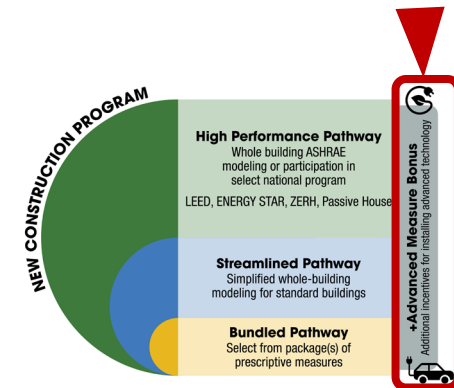 NEW CONSTRUCTION PROGRAM
High Performance Pathway
Whole building ASHRAE
modeling or participation in
select national program
LEED, ENERGY STAR, ZERH, Passive House
Streamlined Pathway
Simplified whole-building
modeling for standard buildings
Bundled Pathway
Select from package(s) of
prescriptive measures
+Advanced Measure Bonus
Additional incentives for installing advanced technology